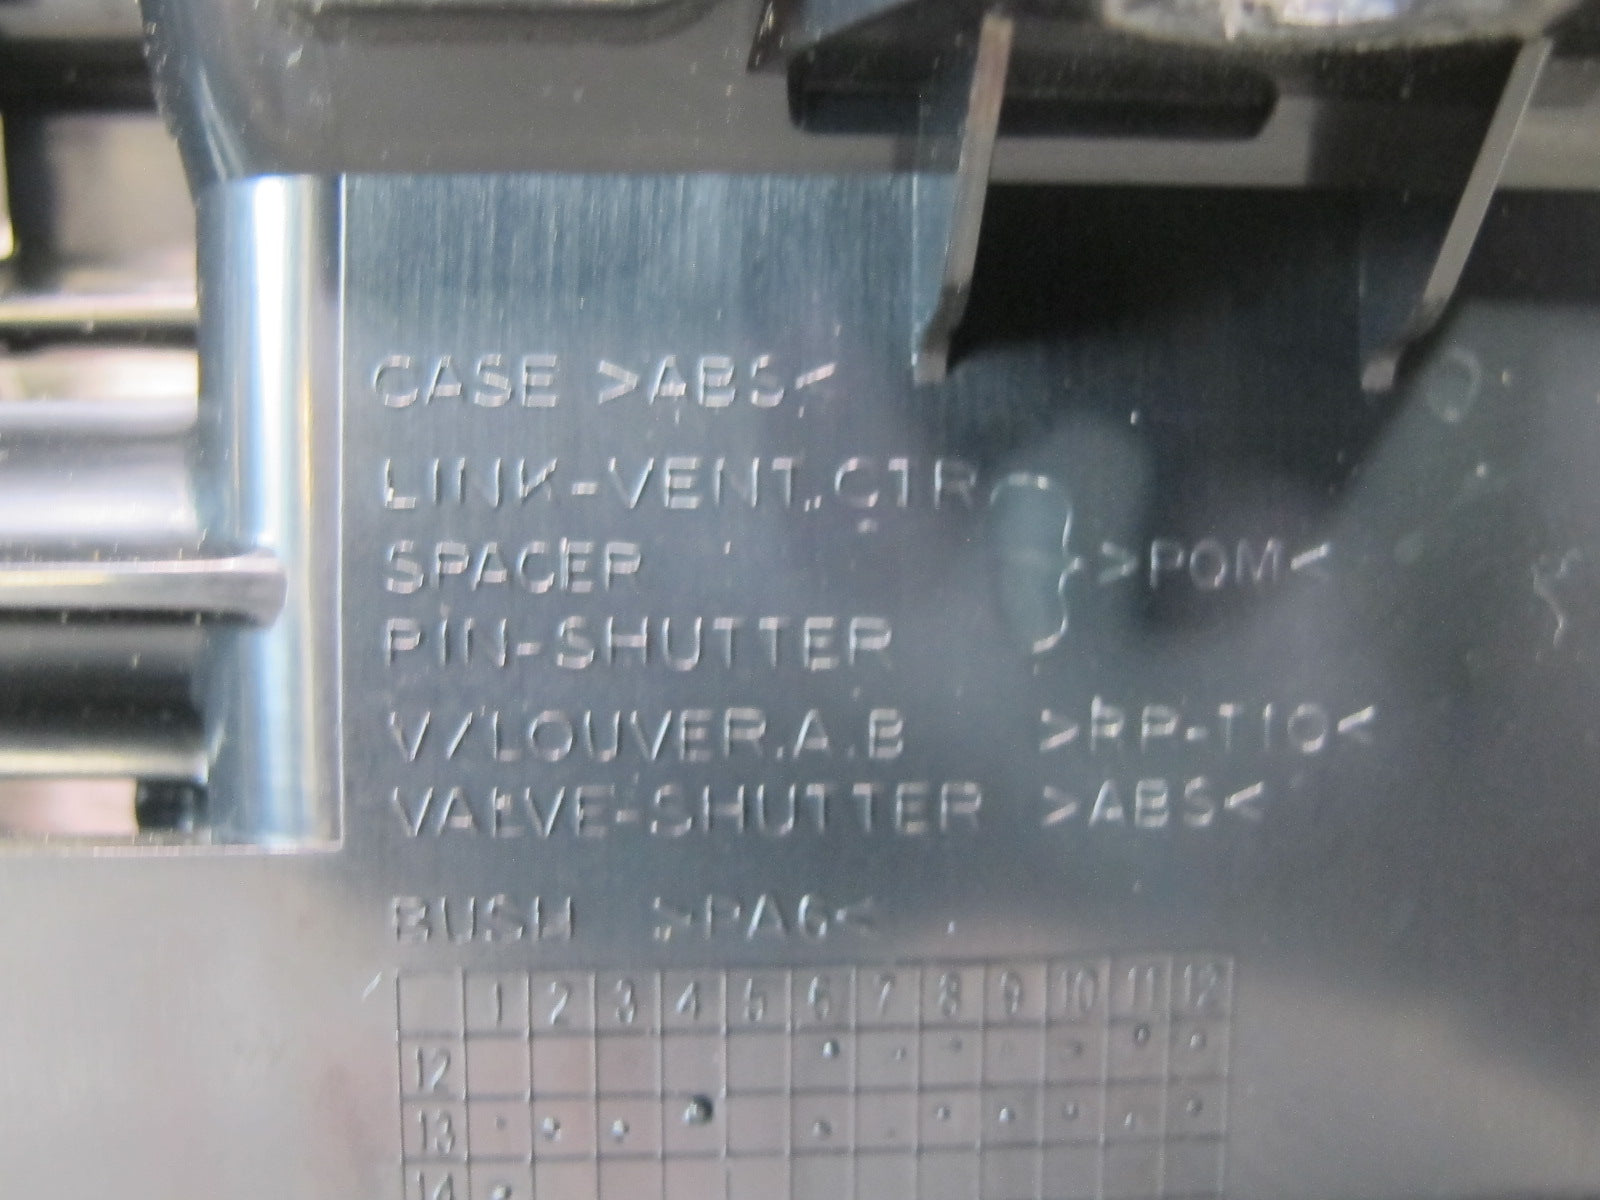 CASE >ABS<
LINK-VENT,CTR
SPACER >POM<
PIN-SHUTTER
V/LOUVER.A.B >PP-T10<
VALVE-SHUTTER >ABS<
BUSH >PA6<
1 2 3 4 5 6 7 8 9 10 11 12
12
13
14